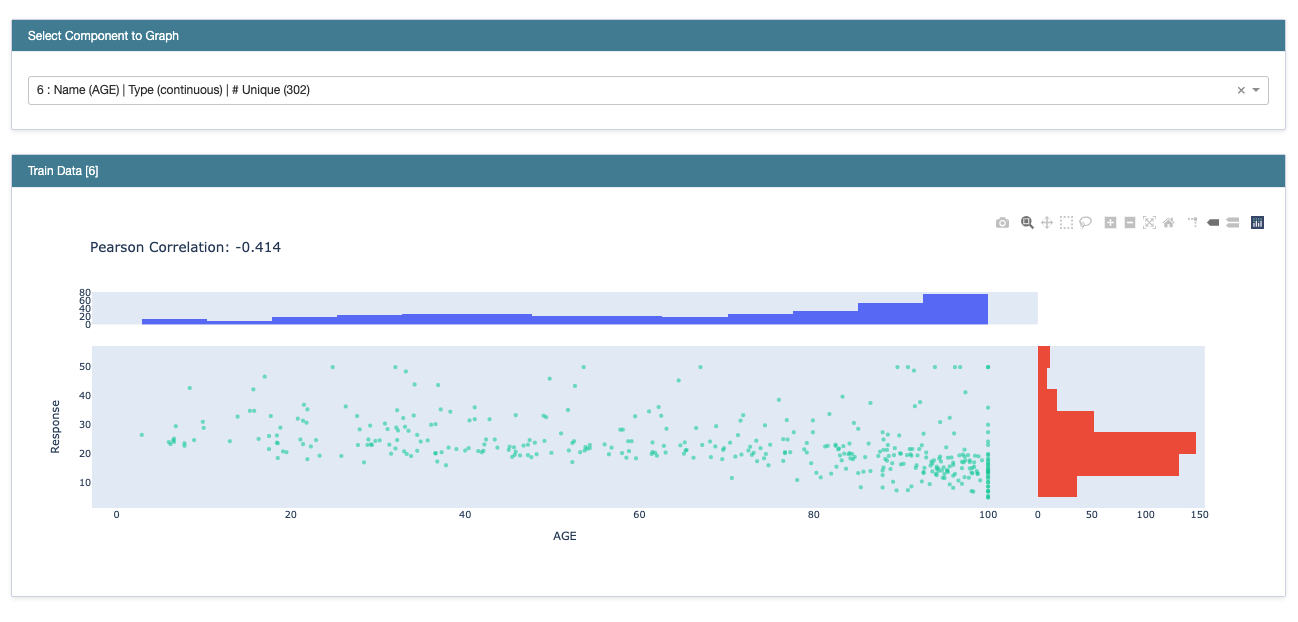 Select Component to Graph
6 : Name (AGE) | Type (continuous) | # Unique (302)
Train Data [6]
Pearson Correlation: -0.414
80
60
40
20
0
50
40
30
20
10
Response
0 20 40 60 80 100 0 50 100 150
AGE